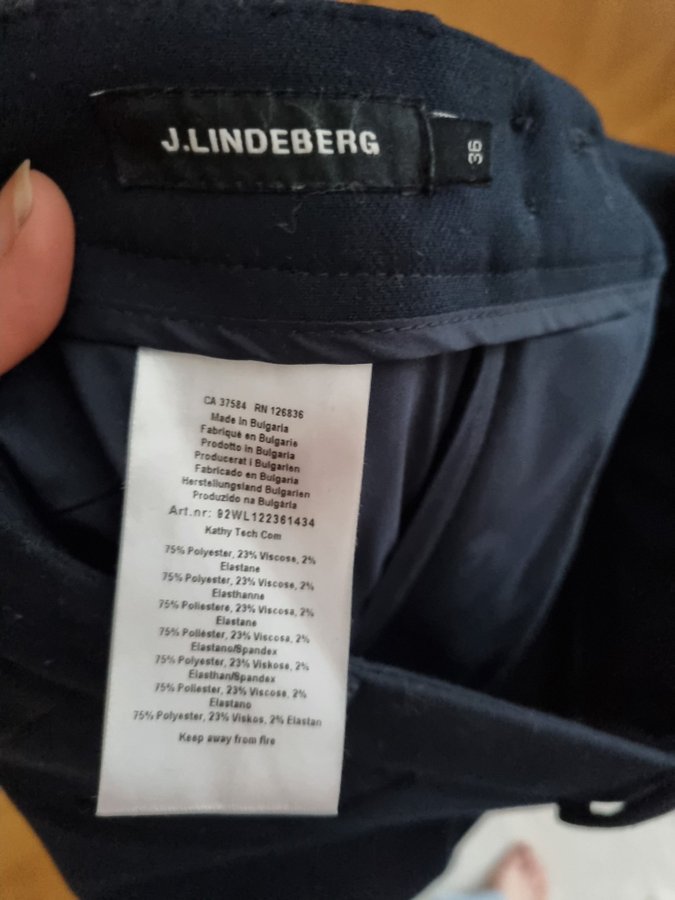 J.LINDEBERG
36
CA 37584 RN 126836
Made in Bulgaria
Fabriqué en Bulgarie
Prodotto in Bulgaria
Producerat i Bulgarien
Fabricado en Bulgaria
Herstellungsland Bulgarien
Produzido na Bulgária
Art.nr: 92WL122361434
Kathy Tech Com
75% Polyester, 23% Viscose, 2%
Elastane
75% Polyester, 23% Viscose, 2%
Elasthanne
75% Poliestere, 23% Viscosa, 2%
Elastane
75% Poliéster, 23% Viscosa, 2%
Elastano/Spandex
75% Polyester, 23% Viskose, 2%
Elasthan/Spandex
75% Poliester, 23% Viscose, 2%
Elastano
75% Polyester, 23% Viskos, 2% Elastan
Keep away from fire